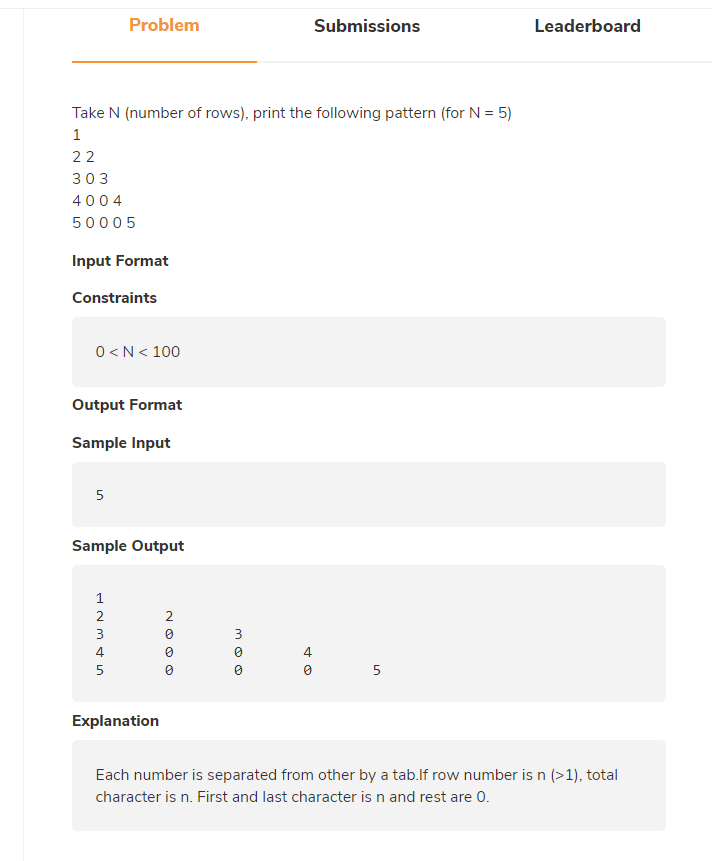 Problem Submissions Leaderboard
Take N (number of rows), print the following pattern (for N = 5)
1
2 2
3 0 3
4 0 0 4
5 0 0 0 5
Input Format
Constraints
0 < N < 100
Output Format
Sample Input
5
Sample Output
1
2 2
3 0 3
4 0 0 4
5 0 0 0 5
Explanation
Each number is separated from other by a tab.If row number is n (>1), total
character is n. First and last character is n and rest are 0.